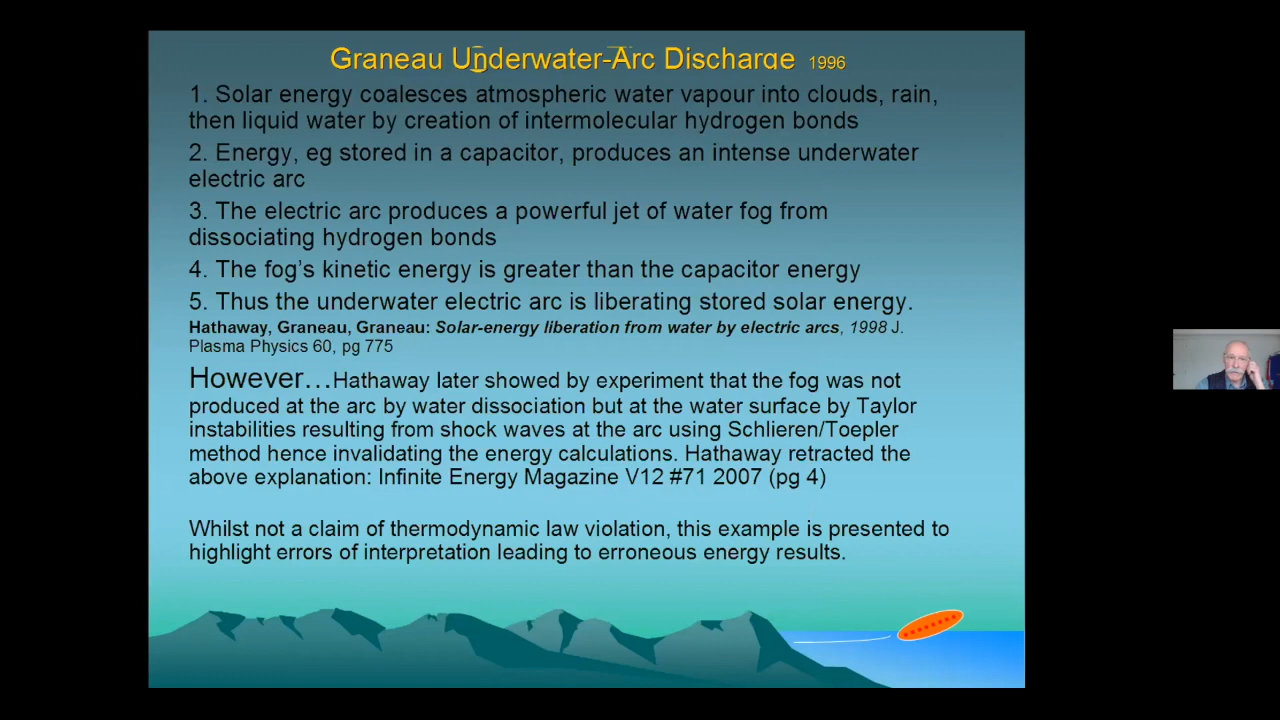 Graneau Underwater-Arc Discharge 1996
1. Solar energy coalesces atmospheric water vapour into clouds, rain,
then liquid water by creation of intermolecular hydrogen bonds
2. Energy, eg stored in a capacitor, produces an intense underwater
electric arc
3. The electric arc produces a powerful jet of water fog from
dissociating hydrogen bonds
4. The fog's kinetic energy is greater than the capacitor energy
5. Thus the underwater electric arc is liberating stored solar energy.
Hathaway, Graneau, Graneau: Solar-energy liberation from water by electric arcs, 1998 J.
Plasma Physics 60, pg 775
However…Hathaway later showed by experiment that the fog was not
produced at the arc by water dissociation but at the water surface by Taylor
instabilities resulting from shock waves at the arc using Schlieren/Toepler
method hence invalidating the energy calculations. Hathaway retracted the
above explanation: Infinite Energy Magazine V12 #71 2007 (pg 4)
Whilst not a claim of thermodynamic law violation, this example is presented to
highlight errors of interpretation leading to erroneous energy results.